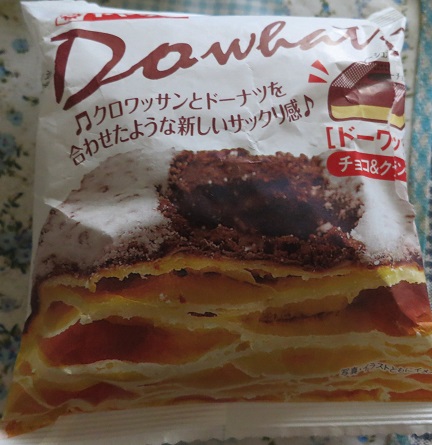 Dowha
♫クロワッサンとドーナツを
合わせたような新しいサックリ感♪
[ドーワッ
チョコ&ク